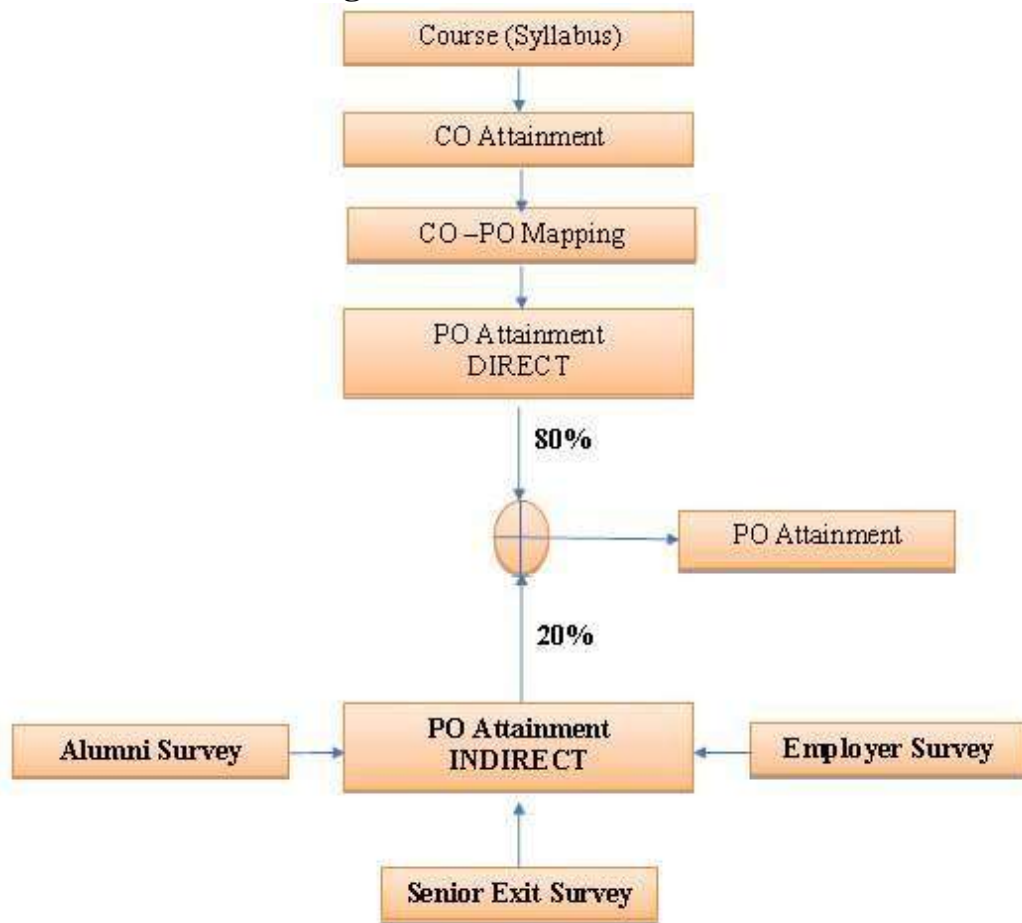 Course (Syllabus)
CO Attainment
CO –PO Mapping
PO Attainment
DIRECT
80%
PO Attainment
20%
Alumni Survey
PO Attainment
INDIRECT
Employer Survey
Senior Exit Survey